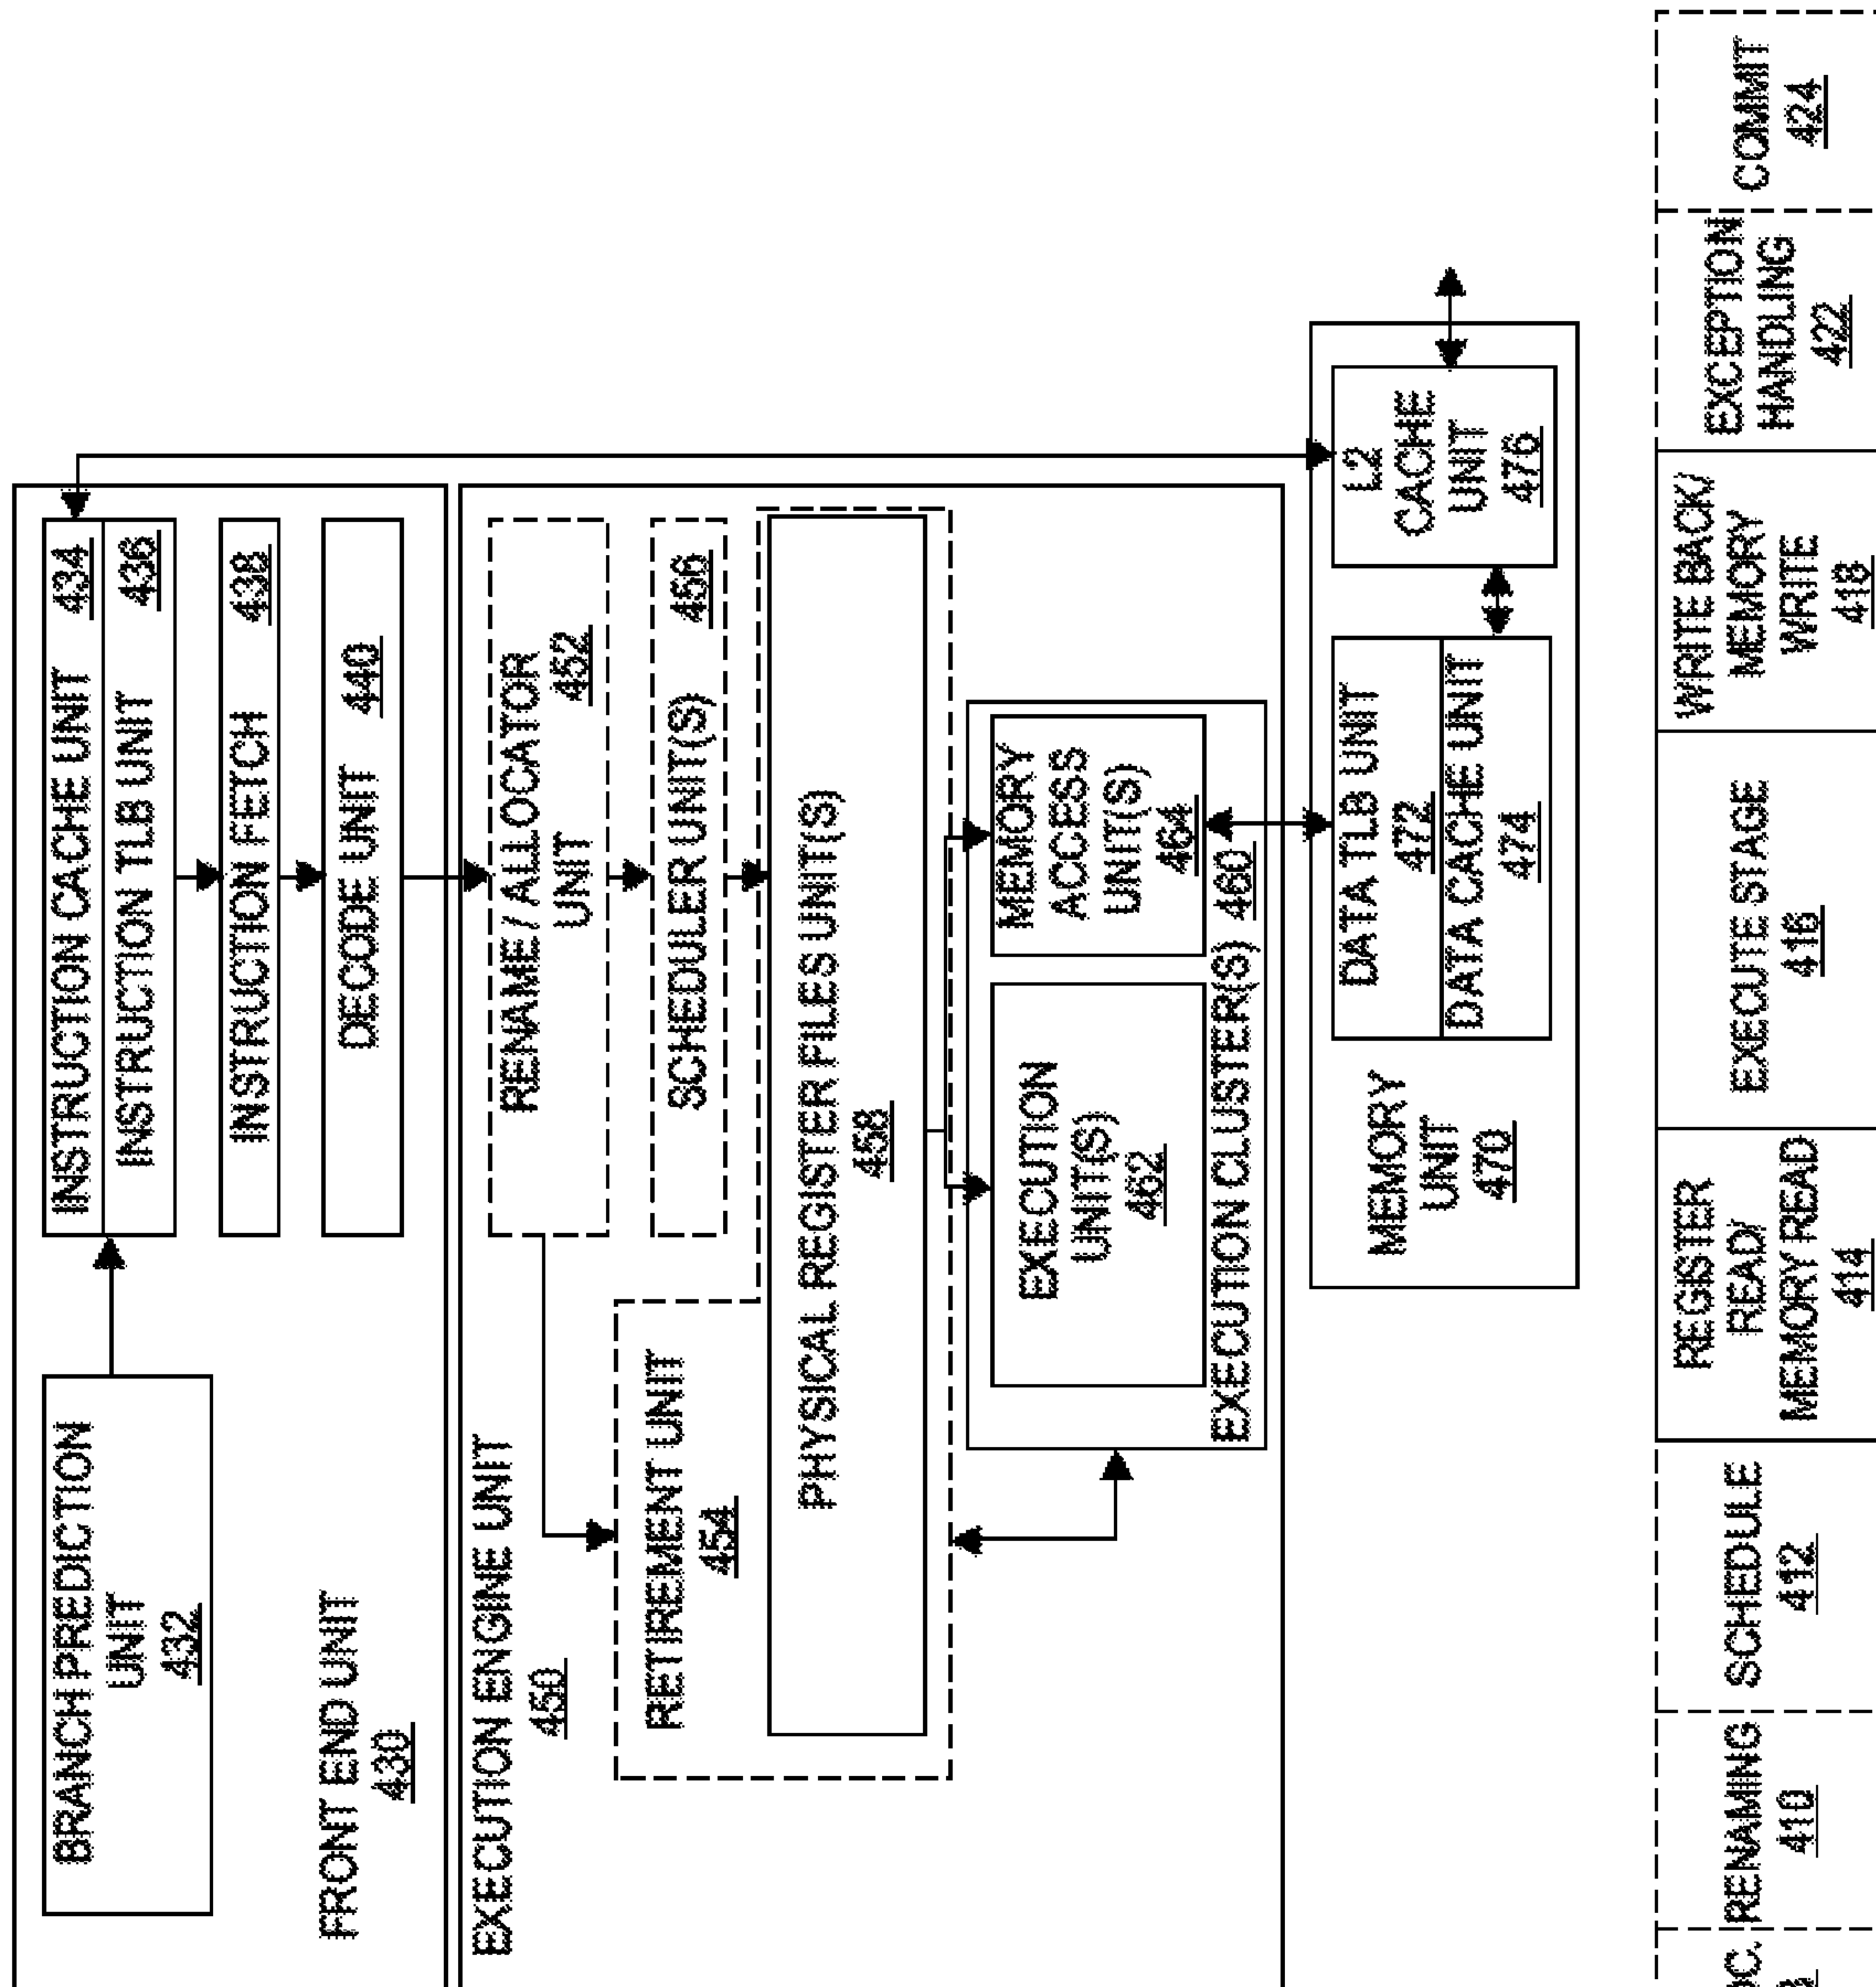 BRANCH PREDICTION
UNIT
432
INSTRUCTION CACHE UNIT 434
INSTRUCTION TLB UNIT 436
INSTRUCTION FETCH 438
DECODE UNIT 440
FRONT END UNIT
430
EXECUTION ENGINE UNIT
450
RENAME / ALLOCATOR
UNIT 452
SCHEDULER UNIT(S) 456
RETIREMENT UNIT
454
PHYSICAL REGISTER FILES UNIT(S)
458
EXECUTION
UNIT(S)
462
MEMORY
ACCESS
UNIT(S)
464
EXECUTION CLUSTER(S) 460
MEMORY
UNIT
470
DATA TLB UNIT
472
DATA CACHE UNIT
474
L2
CACHE
UNIT
476
OC.
RENAMING
410
SCHEDULE
412
REGISTER
READ/
MEMORY READ
414
EXECUTE STAGE
416
WRITE BACK/
MEMORY
WRITE
418
EXCEPTION
HANDLING
422
COMMIT
424